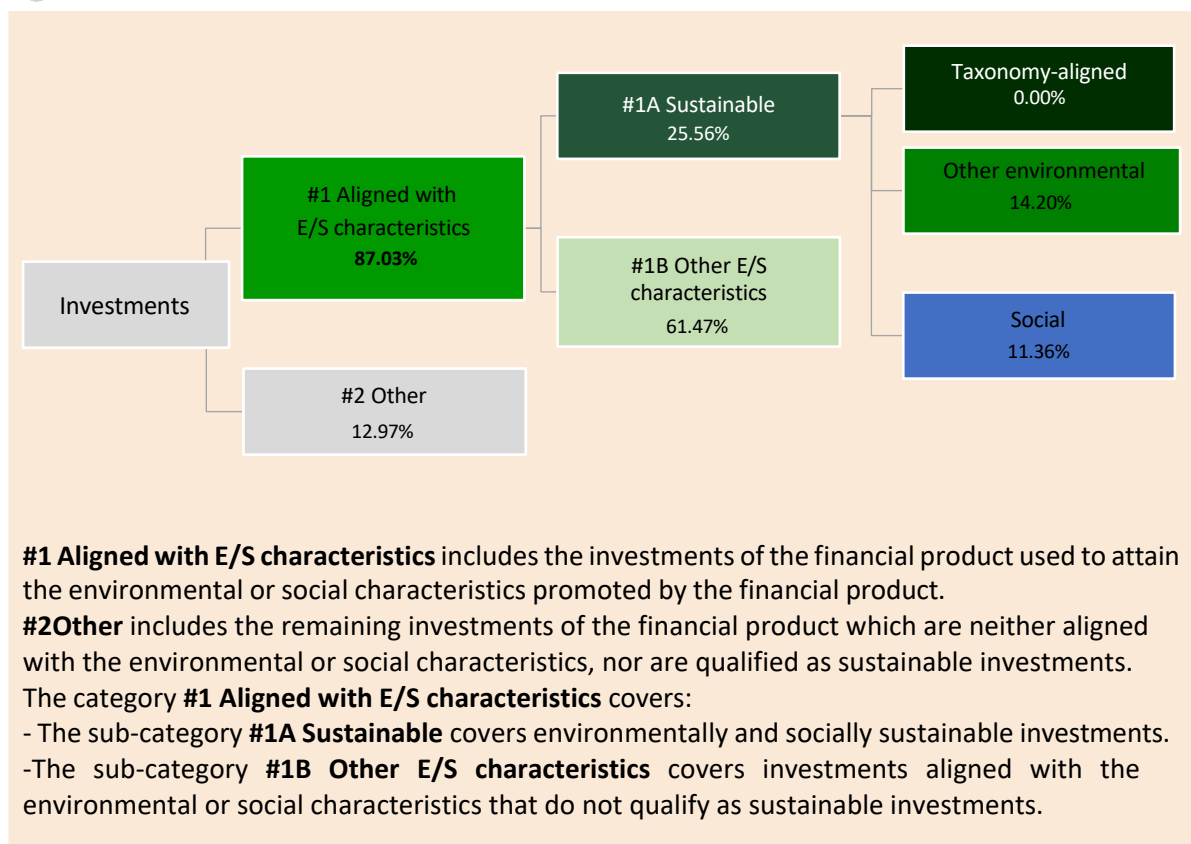 Taxonomy-aligned
0.00%
#1A Sustainable
25.56%
Other environmental
14.20%
#1 Aligned with
E/S characteristics
87.03%
#1B Other E/S
characteristics
61.47%
Investments
Social
11.36%
#2 Other
12.97%
#1 Aligned with E/S characteristics includes the investments of the financial product used to attain
the environmental or social characteristics promoted by the financial product.
#2Other includes the remaining investments of the financial product which are neither aligned
with the environmental or social characteristics, nor are qualified as sustainable investments.
The category #1 Aligned with E/S characteristics covers:
- The sub-category #1A Sustainable covers environmentally and socially sustainable investments.
-The sub-category #1B Other E/S characteristics covers investments aligned with the
environmental or social characteristics that do not qualify as sustainable investments.